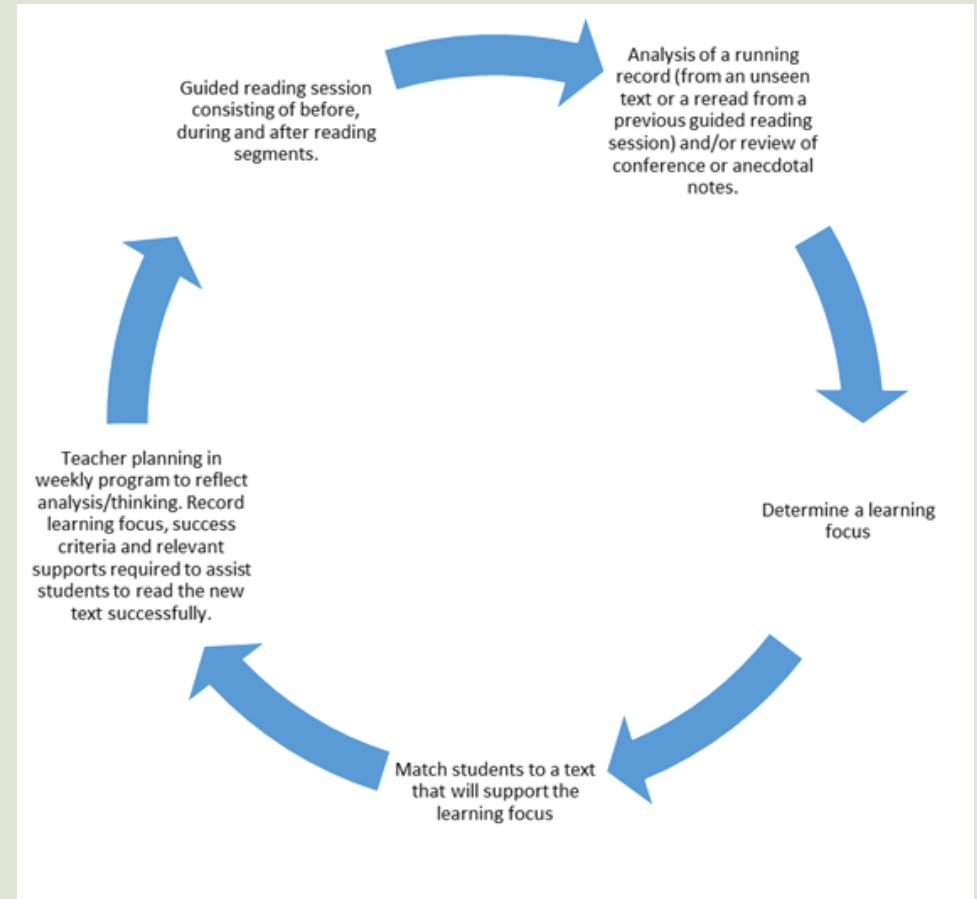 Guided reading session
consisting of before,
during and after reading
segments.
Analysis of a running
record (from an unseen
text or a reread from a
previous guided reading
session) and/or review of
conference or anecdotal
notes.
Determine a learning
focus
Match students to a text
that will support the
learning focus
Teacher planning in
weekly program to reflect
analysis/thinking. Record
learning focus, success
criteria and relevant
supports required to assist
students to read the new
text successfully.